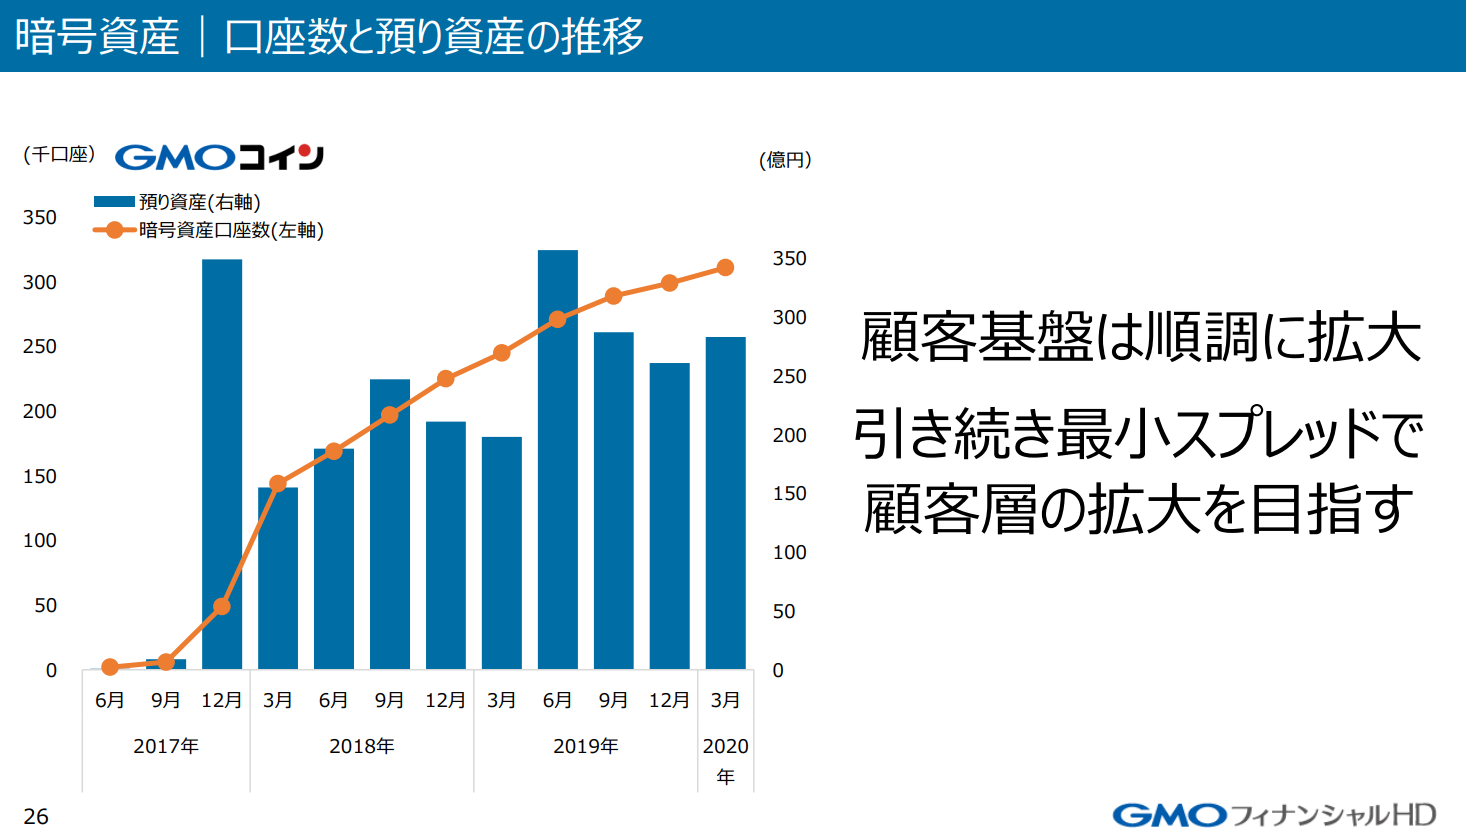 暗号資産｜口座数と預り資産の推移
(千口座)
GMOコイン
(億円)
預り資産(右軸)
暗号資産口座数(左軸)
350
300
250
200
150
100
50
0
350
300
250
200
150
100
50
0
6月 9月 12月 3月 6月 9月 12月 3月 6月 9月 12月 3月
2017年 2018年 2019年 2020
年
顧客基盤は順調に拡大
引き続き最小スプレッドで
顧客層の拡大を目指す
26
GMOフィナンシャルHD